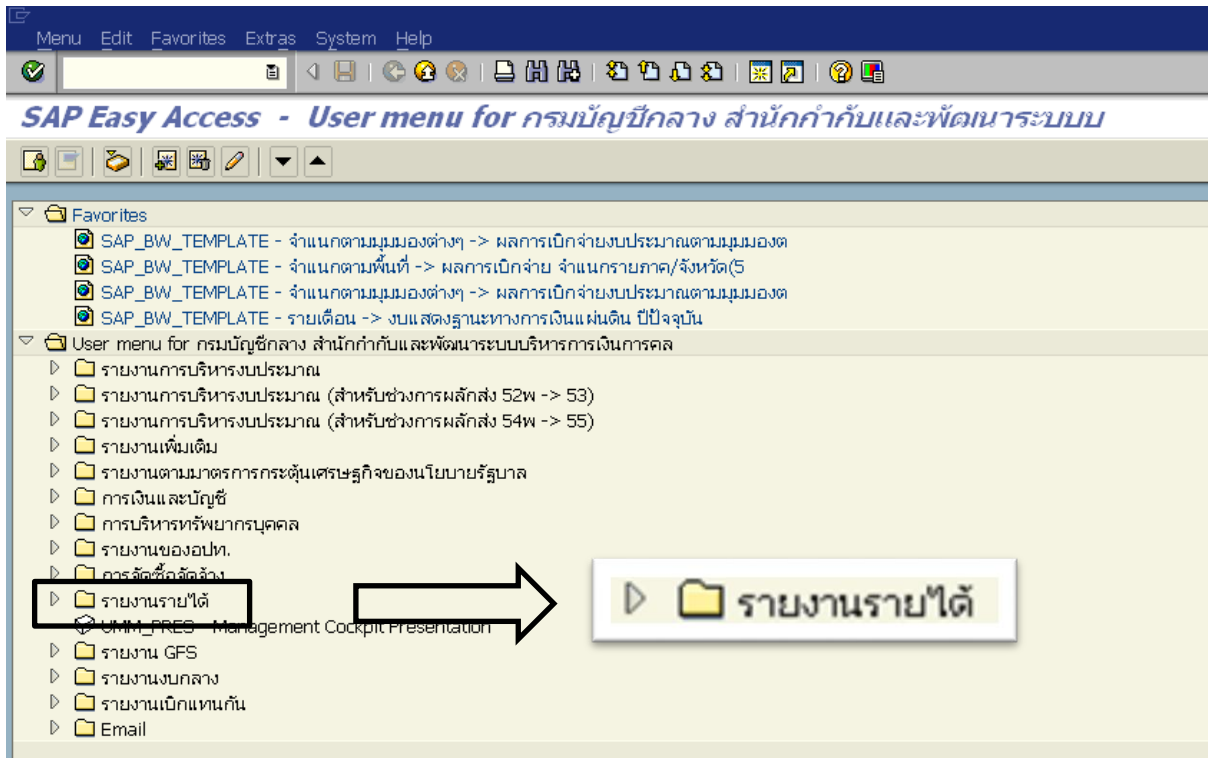 Menu Edit Favorites Extras System Help
SAP Easy Access - User menu for กรมบัญชีกลาง สำนักกำกับและพัฒนาระบบบ
Favorites
SAP_BW_TEMPLATE - จำแนกตามมุมมองต่างๆ -> ผลการเบิกจ่ายงบประมาณตามมุมมองต
SAP_BW_TEMPLATE - จำแนกตามพื้นที่ -> ผลการเบิกจ่าย จำแนกรายภาค/จังหวัด(5
SAP_BW_TEMPLATE - จำแนกตามมุมมองต่างๆ -> ผลการเบิกจ่ายงบประมาณตามมุมมองต
SAP_BW_TEMPLATE - รายเดือน -> งบแสดงฐานะทางการเงินแผ่นดิน ปีปัจจุบัน
User menu for กรมบัญชีกลาง สำนักกำกับและพัฒนาระบบบริหารการเงินการคล
รายงานการบริหารงบประมาณ
รายงานการบริหารงบประมาณ (สำหรับช่วงการผลักส่ง 52พ -> 53)
รายงานการบริหารงบประมาณ (สำหรับช่วงการผลักส่ง 54พ -> 55)
รายงานเพิ่มเติม
รายงานตามมาตรการกระตุ้นเศรษฐกิจของนโยบายรัฐบาล
การเงินและบัญชี
การบริหารทรัพยากรบุคคล
รายงานของอปท.
การจัดซื้อจัดจ้าง
รายงานรายได้
รายงานรายได้
UMM_PRES - Management Cockpit Presentation
รายงาน GFS
รายงานงบกลาง
รายงานเบิกแทนกัน
Email